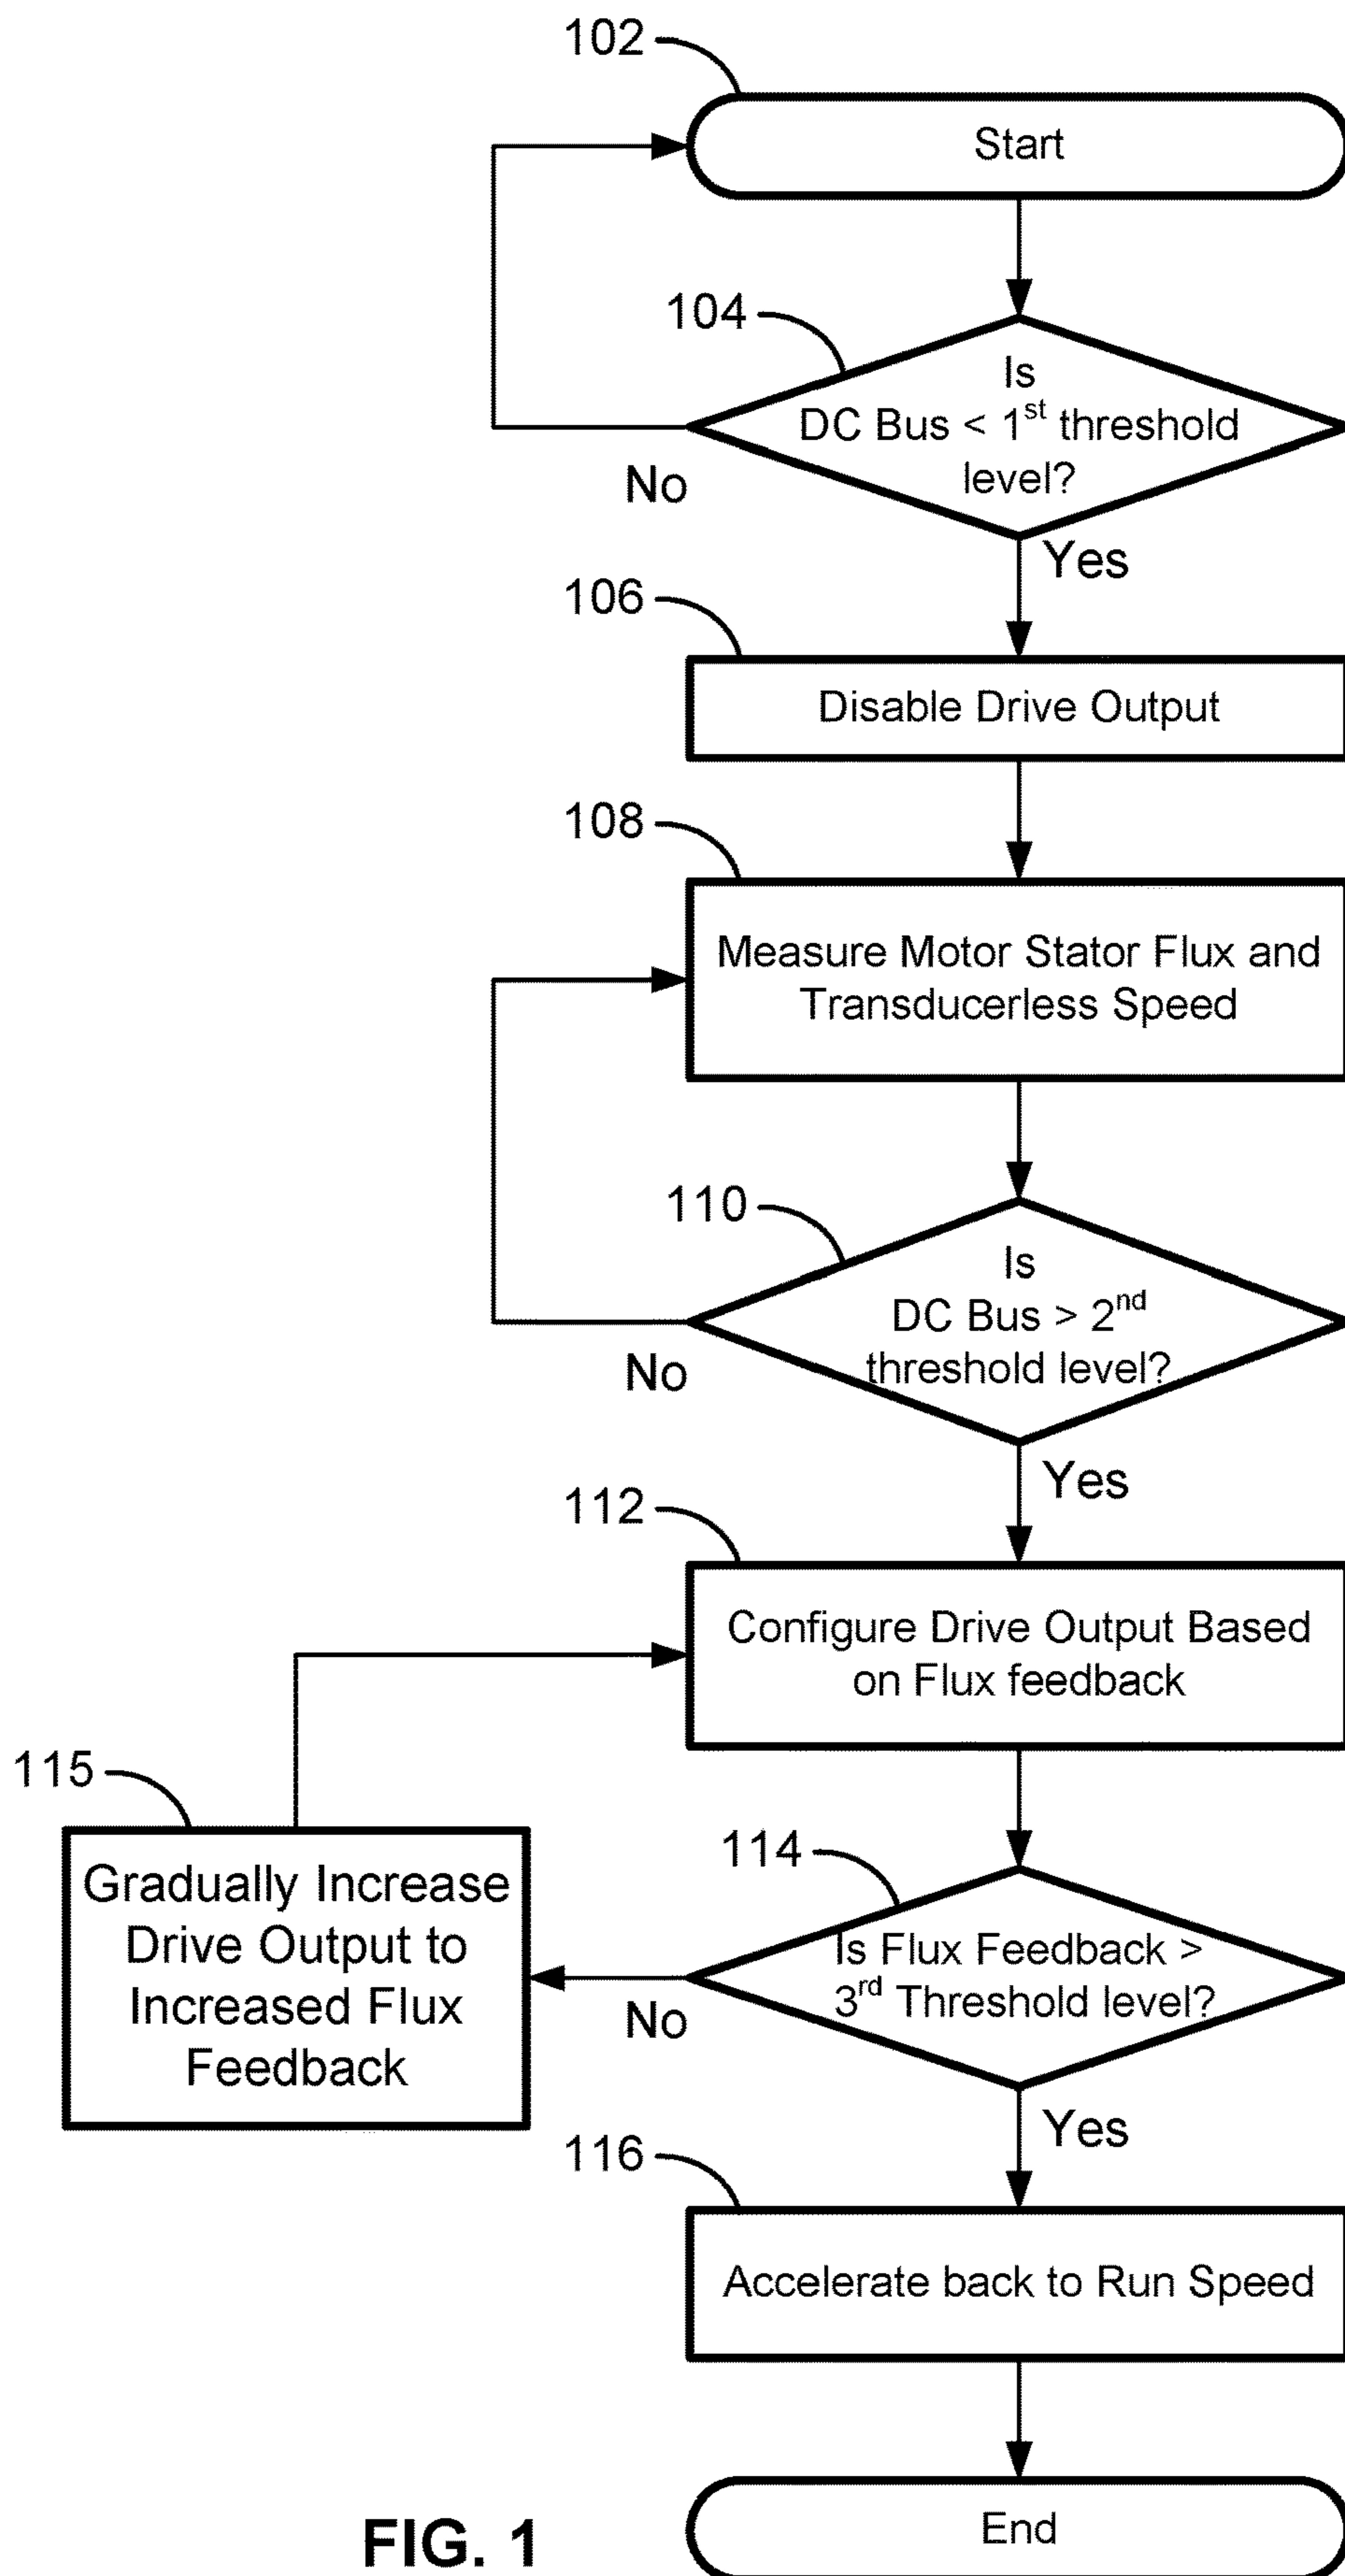 102
Start
104
Is
DC Bus < 1st threshold
level?
No
Yes
106
Disable Drive Output
108
Measure Motor Stator Flux and
Transducerless Speed
110
Is
DC Bus > 2nd
threshold level?
No
Yes
112
Configure Drive Output Based
on Flux feedback
115
Gradually Increase
Drive Output to
Increased Flux
Feedback
114
Is Flux Feedback >
3rd Threshold level?
No
Yes
116
Accelerate back to Run Speed
End
FIG. 1